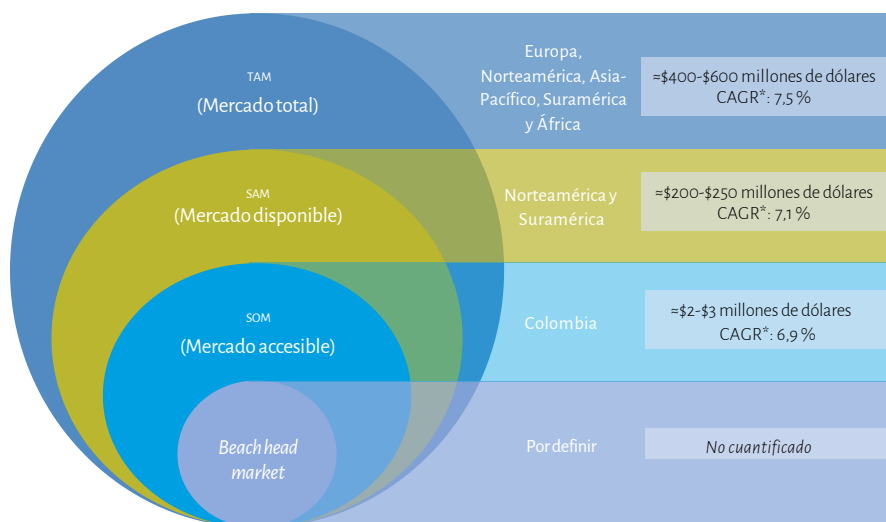 TAM
(Mercado total)
Europa,
Norteamérica, Asia-
Pacífico, Suramérica
y África
≈$400-$600 millones de dólares
CAGR*: 7,5 %
SAM
(Mercado disponible)
Norteamérica y
Suramérica
≈$200-$250 millones de dólares
CAGR*: 7,1 %
SOM
(Mercado accesible)
Colombia
≈$2-$3 millones de dólares
CAGR*: 6,9 %
Beach head
market
Por definir
No cuantificado